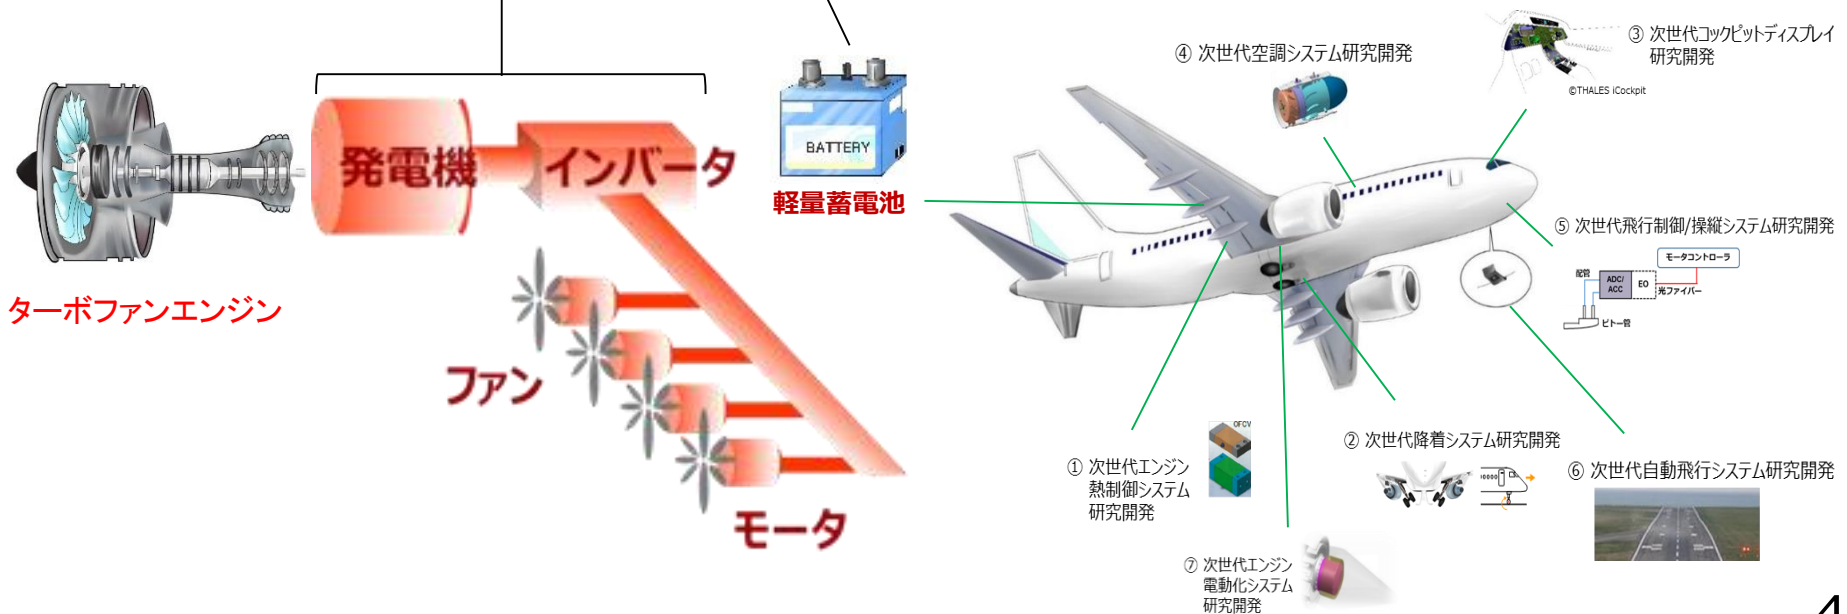 ターボファンエンジン
発電機
インバータ
ファン
モータ
BATTERY
軽量蓄電池
④ 次世代空調システム研究開発
③ 次世代コックピットディスプレイ
研究開発
©THALES iCockpit
⑤ 次世代飛行制御/操縦システム研究開発
モータコントローラ
配管
ADC/
ACC
EO
光ファイバー
ピトー管
OFCV
① 次世代エンジン
熱制御システム
研究開発
② 次世代降着システム研究開発
⑥ 次世代自動飛行システム研究開発
⑦ 次世代エンジン
電動化システム
研究開発
4